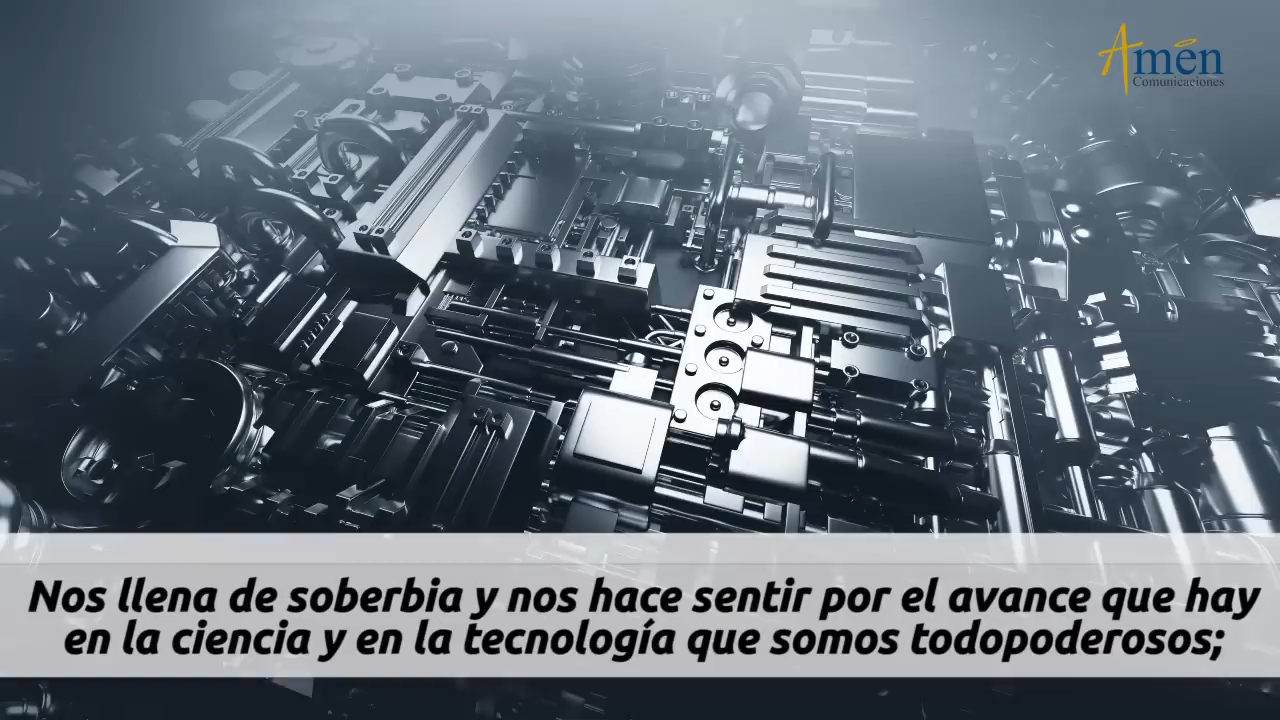 Amén
Comunicaciones
Nos llena de soberbia y nos hace sentir por el avance que hay
en la ciencia y en la tecnología que somos todopoderosos;